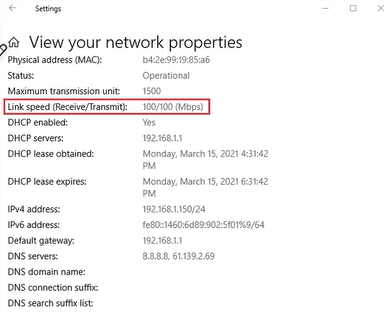 Settings
View your network properties
Physical address (MAC): b4:2e:99:19:85:a6
Status: Operational
Maximum transmission unit: 1500
Link speed (Receive/Transmit): 100/100 (Mbps)
DHCP enabled: Yes
DHCP servers: 192.168.1.1
DHCP lease obtained: Monday, March 15, 2021 4:31:42
PM
DHCP lease expires: Monday, March 15, 2021 6:31:42
PM
IPv4 address: 192.168.1.150/24
IPv6 address: fe80::1460:6d89:902:5f01%9/64
Default gateway: 192.168.1.1
DNS servers: 8.8.8.8, 61.139.2.69
DNS domain name:
DNS connection suffix:
DNS search suffix list: